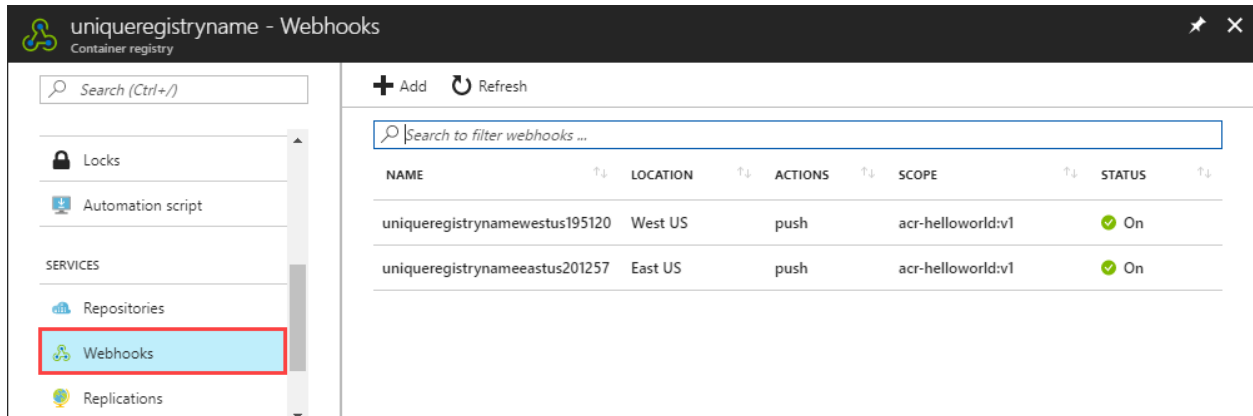 uniqueregistryname - Webhooks
Container registry
Search (Ctrl+/)
Locks
Automation script
SERVICES
Repositories
Webhooks
Replications
Add Refresh
Search to filter webhooks ...
NAME LOCATION ACTIONS SCOPE STATUS
uniqueregistrynamewestus195120 West US push acr-helloworld:v1 On
uniqueregistrynameeastus201257 East US push acr-helloworld:v1 On